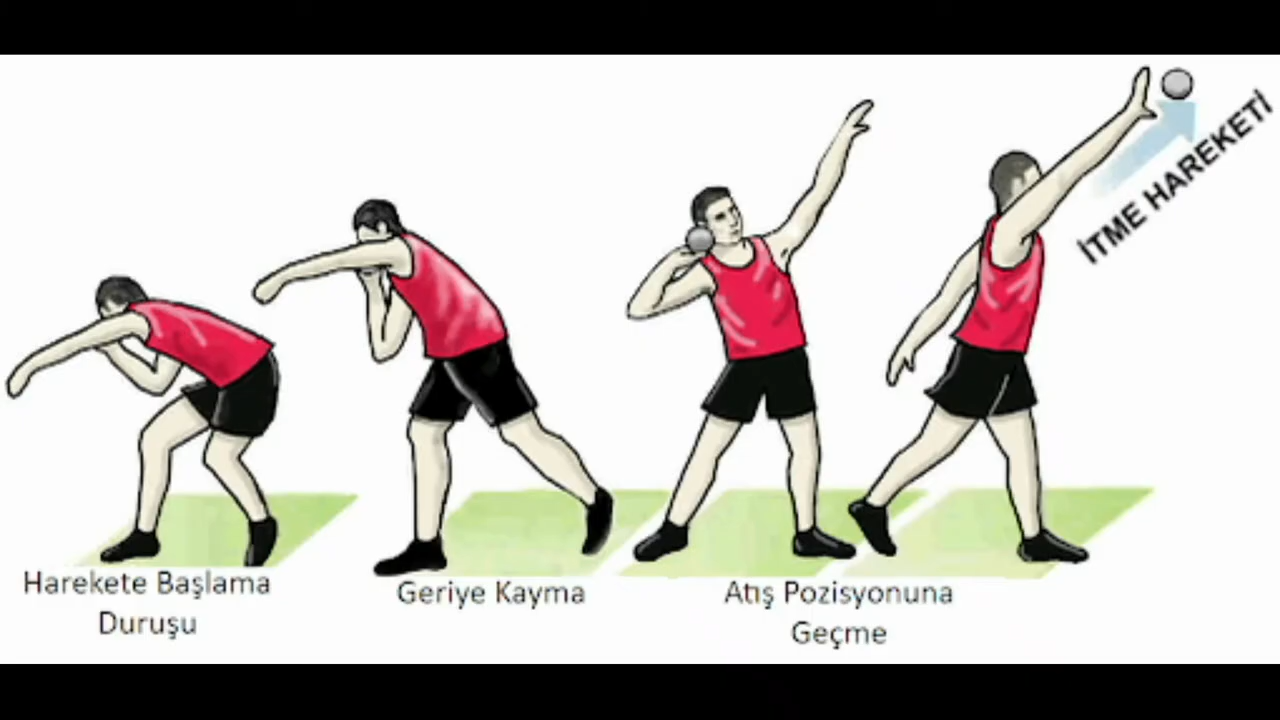 İTME HAREKETİ
Harekete Başlama
Duruşu
Geriye Kayma
Atış Pozisyonuna
Geçme